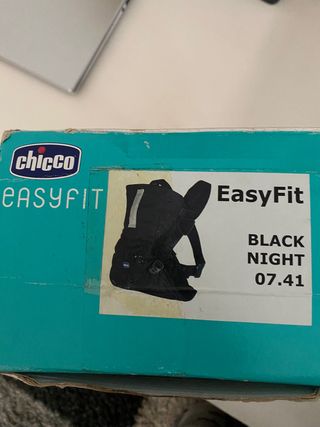 chicco
EASYFIT
EasyFit
BLACK
NIGHT
07.41